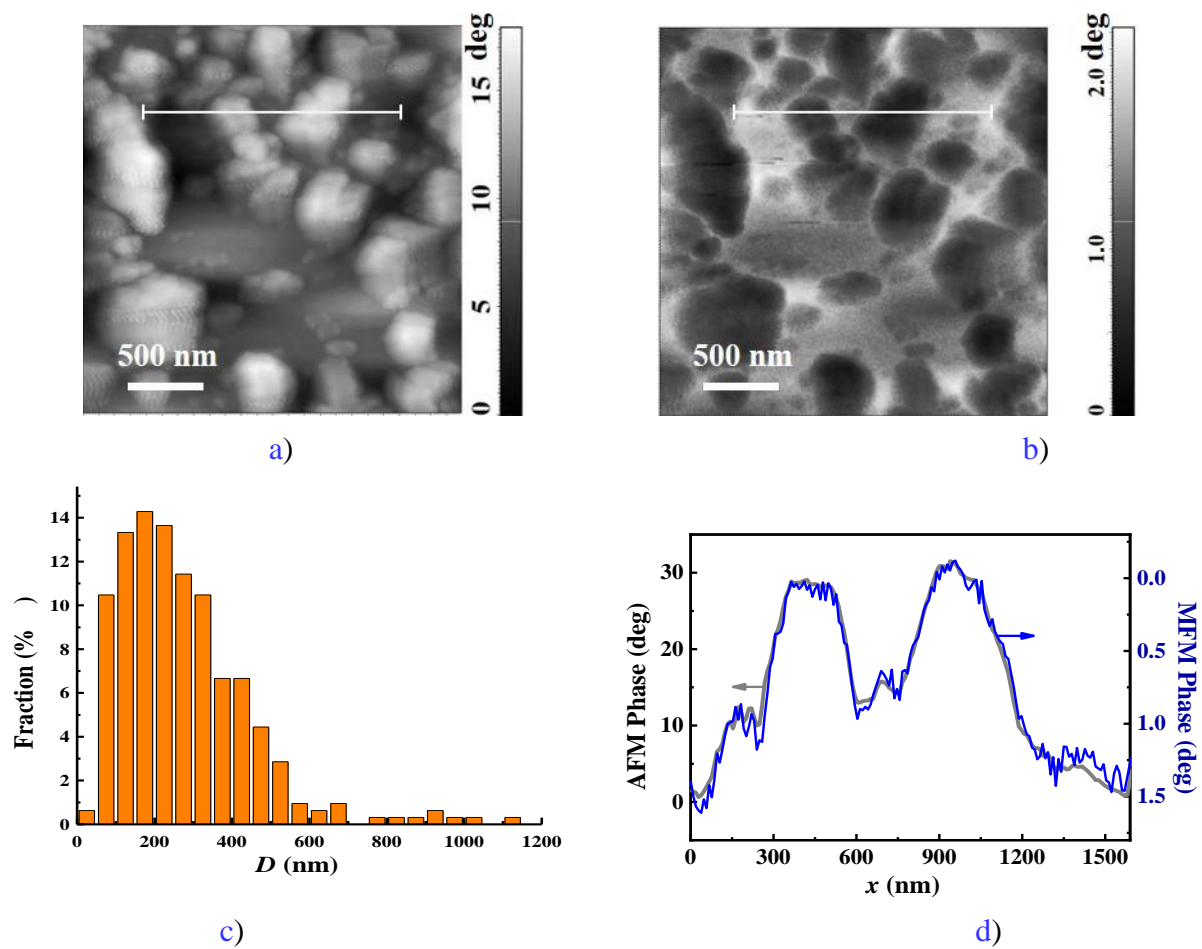 deg
15
10
5
0
500 nm
a)
deg
2.0
1.0
0
500 nm
b)
Fraction (% )
14
12
10
8
6
4
2
0
0 200 400 600 800 1000 1200
D (nm)
c)
AFM Phase (deg)
30
20
10
0
0.0
0.5
1.0
1.5
MFM Phase (deg)
0 300 600 900 1200 1500
x (nm)
d)